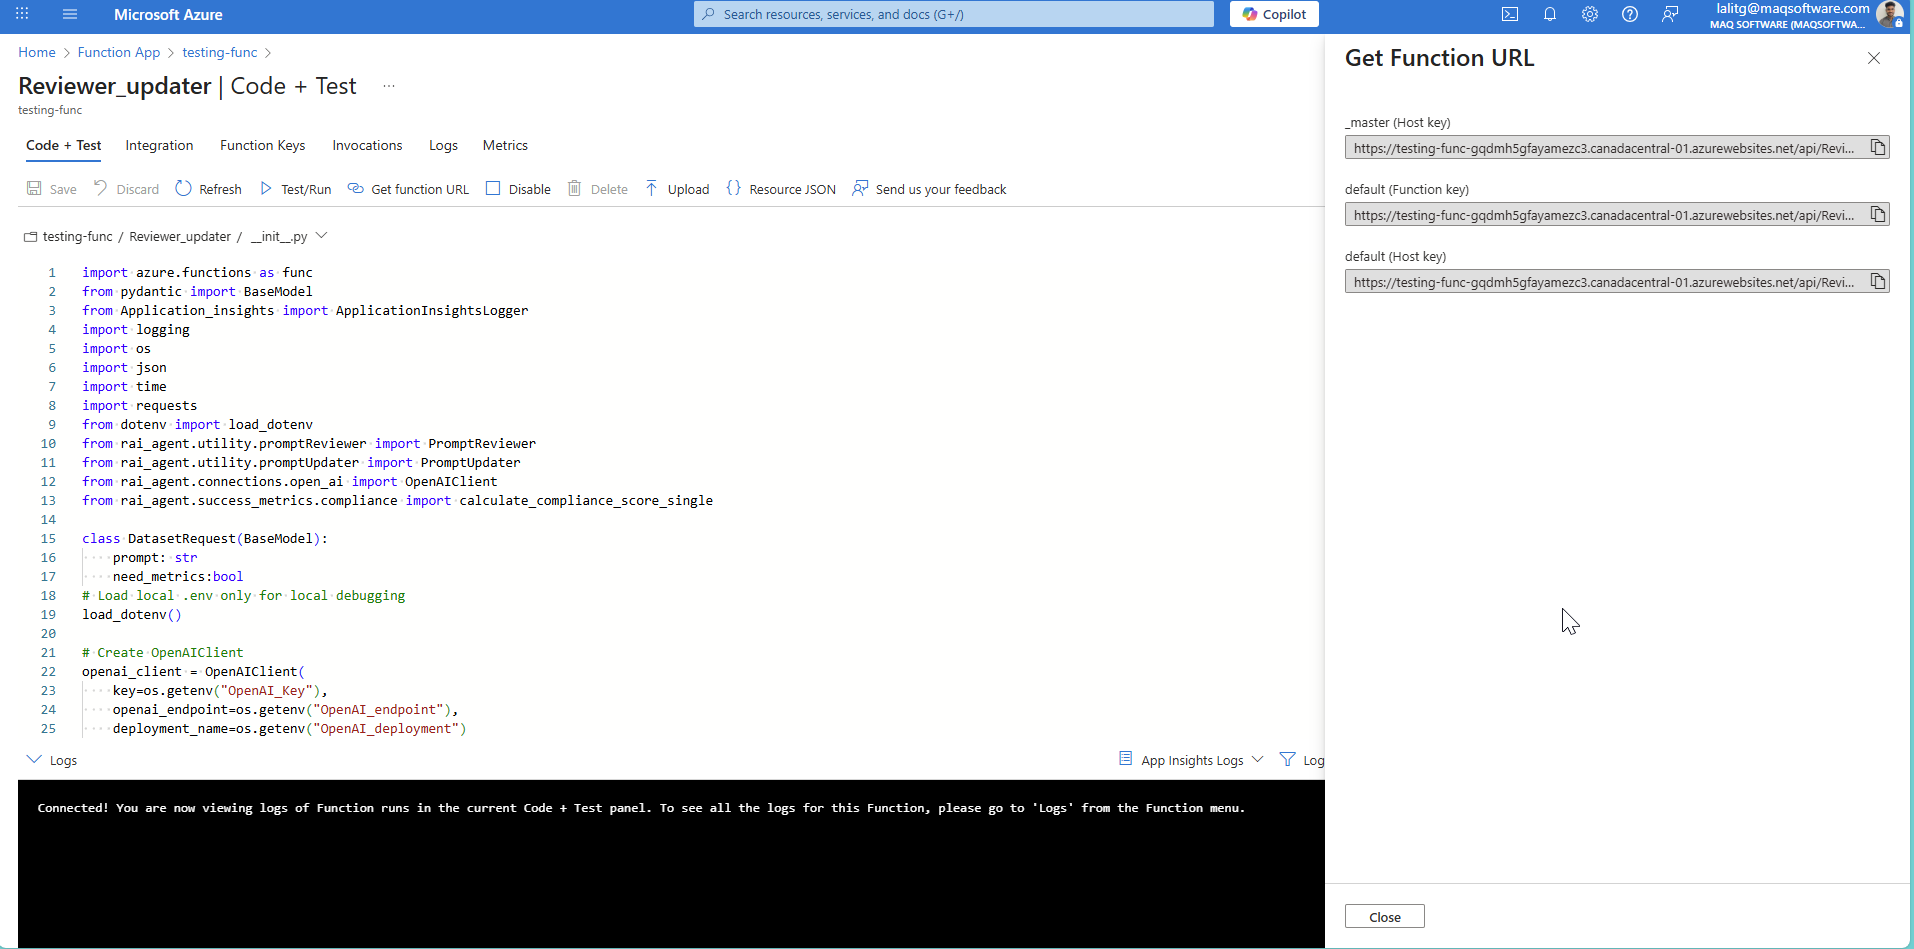 Microsoft Azure
Search resources, services, and docs (G+/)
Copilot
lalitg@maqsoftware.com
MAQ SOFTWARE (MAQSOFTWA...
Home > Function App > testing-func >
Reviewer_updater | Code + Test ...
testing-func
Code + Test Integration Function Keys Invocations Logs Metrics
Save Discard Refresh Test/Run Get function URL Disable Delete Upload {} Resource JSON Send us your feedback
testing-func / Reviewer_updater / __init__.py
1 import azure.functions as func
2 from pydantic import BaseModel
3 from Application_insights import ApplicationInsightsLogger
4 import logging
5 import os
6 import json
7 import time
8 import requests
9 from dotenv import load_dotenv
10 from rai_agent.utility.promptReviewer import PromptReviewer
11 from rai_agent.utility.promptUpdater import PromptUpdater
12 from rai_agent.connections.open_ai import OpenAIClient
13 from rai_agent.success_metrics.compliance import calculate_compliance_score_single
14
15 class DatasetRequest(BaseModel):
16     prompt: str
17     need_metrics:bool
18 # Load local .env only for local debugging
19 load_dotenv()
20
21 # Create OpenAIClient
22 openai_client = OpenAIClient(
23     key=os.getenv("OpenAI_Key"),
24     openai_endpoint=os.getenv("OpenAI_endpoint"),
25     deployment_name=os.getenv("OpenAI_deployment")
Logs
App Insights Logs
Log
Connected! You are now viewing logs of Function runs in the current Code + Test panel. To see all the logs for this Function, please go to 'Logs' from the Function menu.
Get Function URL
_master (Host key)
https://testing-func-gqdmh5gfayamezc3.canadacentral-01.azurewebsites.net/api/Revi...
default (Function key)
https://testing-func-gqdmh5gfayamezc3.canadacentral-01.azurewebsites.net/api/Revi...
default (Host key)
https://testing-func-gqdmh5gfayamezc3.canadacentral-01.azurewebsites.net/api/Revi...
Close